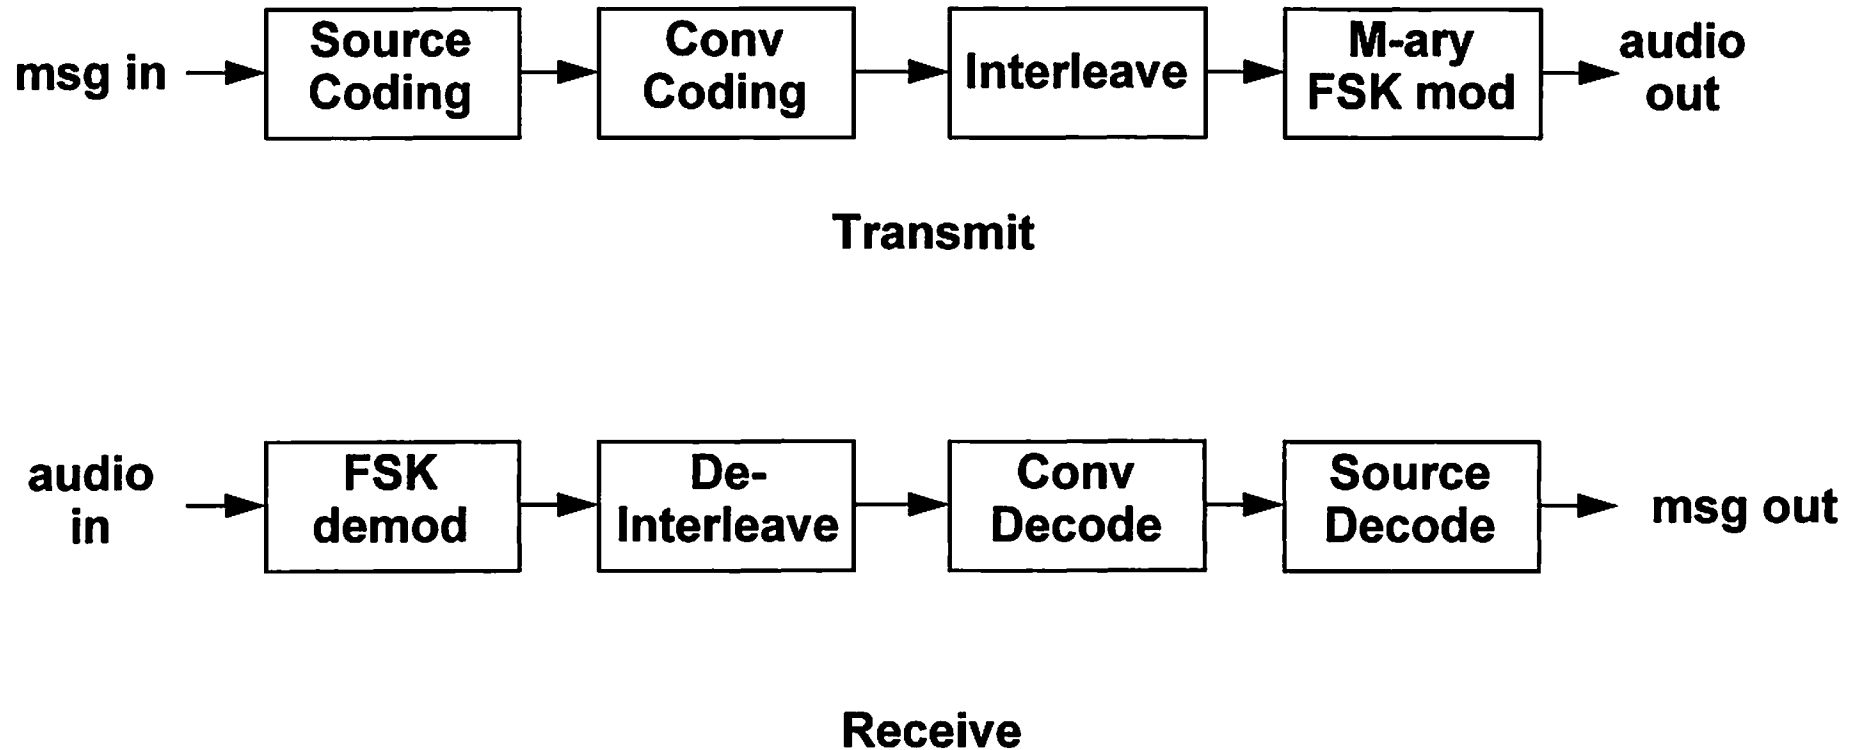 msg in
Source
Coding
Conv
Coding
Interleave
M-ary
FSK mod
audio
out
Transmit
audio
in
FSK
demod
De-
Interleave
Conv
Decode
Source
Decode
msg out
Receive